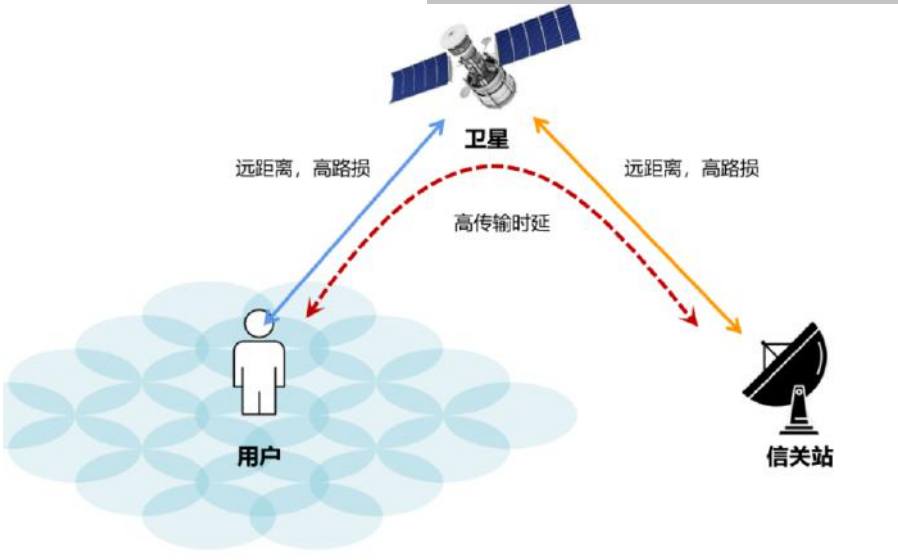 卫星
远距离，高路损
远距离，高路损
高传输时延
用户
信关站